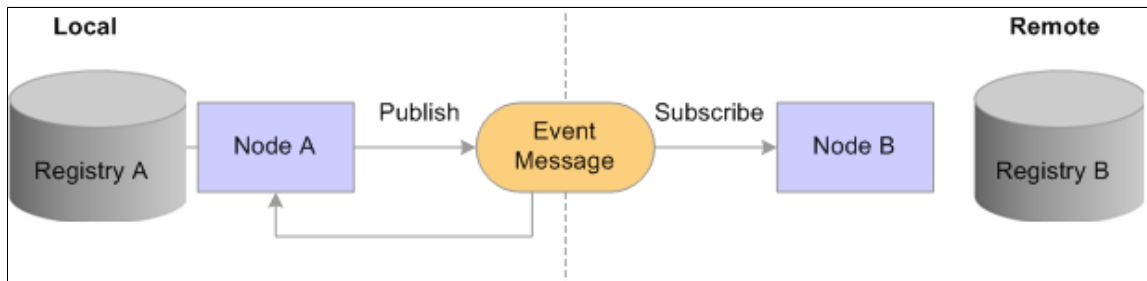 Local
Remote
Registry A
Node A
Publish
Event
Message
Subscribe
Node B
Registry B